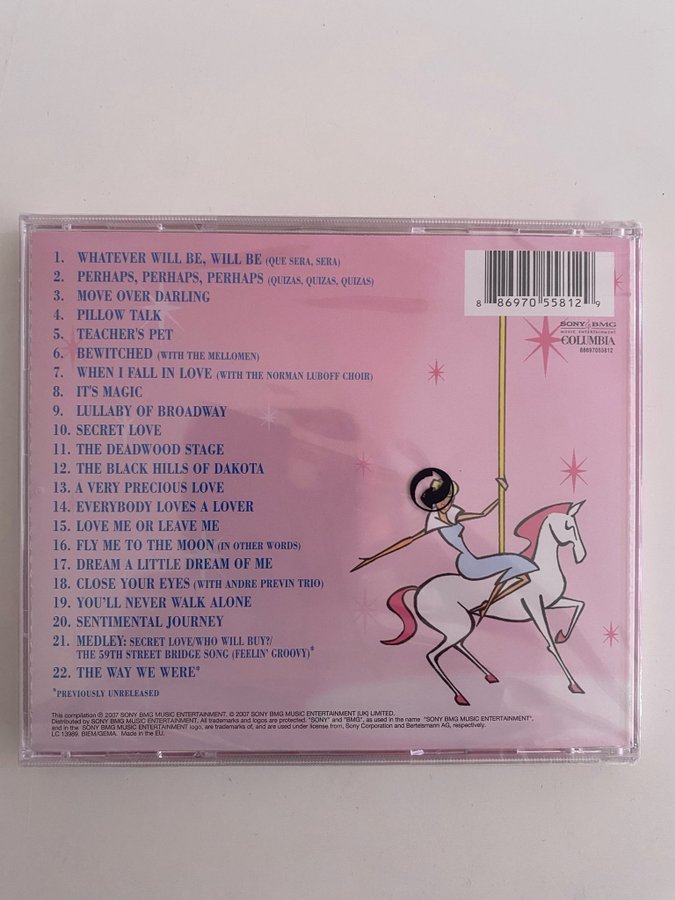 1. WHATEVER WILL BE, WILL BE (QUE SERA, SERA)
2. PERHAPS, PERHAPS, PERHAPS (QUIZAS, QUIZAS, QUIZAS)
3. MOVE OVER DARLING
4. PILLOW TALK
5. TEACHER'S PET
6. BEWITCHED (WITH THE MELLOMEN)
7. WHEN I FALL IN LOVE (WITH THE NORMAN LUBOFF CHOIR)
8. IT'S MAGIC
9. LULLABY OF BROADWAY
10. SECRET LOVE
11. THE DEADWOOD STAGE
12. THE BLACK HILLS OF DAKOTA
13. A VERY PRECIOUS LOVE
14. EVERYBODY LOVES A LOVER
15. LOVE ME OR LEAVE ME
16. FLY ME TO THE MOON (IN OTHER WORDS)
17. DREAM A LITTLE DREAM OF ME
18. CLOSE YOUR EYES (WITH ANDRE PREVIN TRIO)
19. YOU'LL NEVER WALK ALONE
20. SENTIMENTAL JOURNEY
21. MEDLEY: SECRET LOVE/WHO WILL BUY?/
THE 59TH STREET BRIDGE SONG (FEELIN' GROOVY)*
22. THE WAY WE WERE*
*PREVIOUSLY UNRELEASED
8 86970 55812 9
SONY BMG
MUSIC ENTERTAINMENT
COLUMBIA
88697055812
This compilation ℗ 2007 SONY BMG MUSIC ENTERTAINMENT. © 2007 SONY BMG MUSIC ENTERTAINMENT (UK) LIMITED.
Distributed by SONY BMG MUSIC ENTERTAINMENT. All trademarks and logos are protected. "SONY" and "BMG", as used in the name "SONY BMG MUSIC ENTERTAINMENT",
and in the SONY BMG MUSIC ENTERTAINMENT logo, are trademarks of, and are used under license from, Sony Corporation and Bertelsmann AG, respectively.
LC 13989. BIEM/GEMA. Made in the EU.